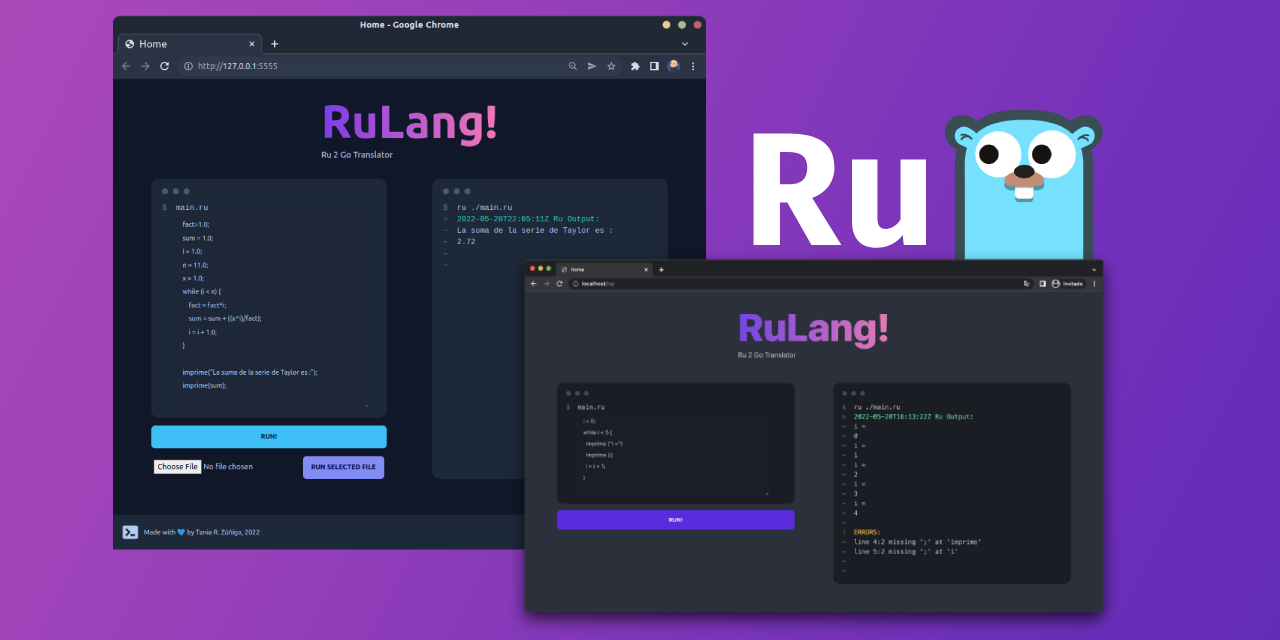 Home - Google Chrome
Home
http://127.0.0.1:5555
RuLang!
Ru 2 Go Translator
$ main.ru
fact=1.0;
sum = 1.0;
i = 1.0;
n = 11.0;
x = 1.0;
while (i < n) {
fact = fact*i;
sum = sum + ((x^i)/fact);
i = i + 1.0;
}
imprime("La suma de la serie de Taylor es :");
imprime(sum);
RUN!
Choose File No file chosen
RUN SELECTED FILE
$ ru ./main.ru
> 2022-05-20T22:05:11Z Ru Output:
~ La suma de la serie de Taylor es :
~ 2.72
~
~
Made with 💙 by Tania R. Zúñiga, 2022
Ru
Home
localhost
Invitado
RuLang!
Ru 2 Go Translator
$ main.ru
i = 0;
while i < 5 {
imprime ("i =")
imprime (i)
i = i + 1;
}
RUN!
$ ru ./main.ru
> 2022-05-20T16:13:22Z Ru Output:
~ i =
~ 0
~ i =
~ 1
~ i =
~ 2
~ i =
~ 3
~ i =
~ 4
~
! ERRORS:
~ line 4:2 missing ';' at 'imprime'
~ line 5:2 missing ';' at 'i'
~
~